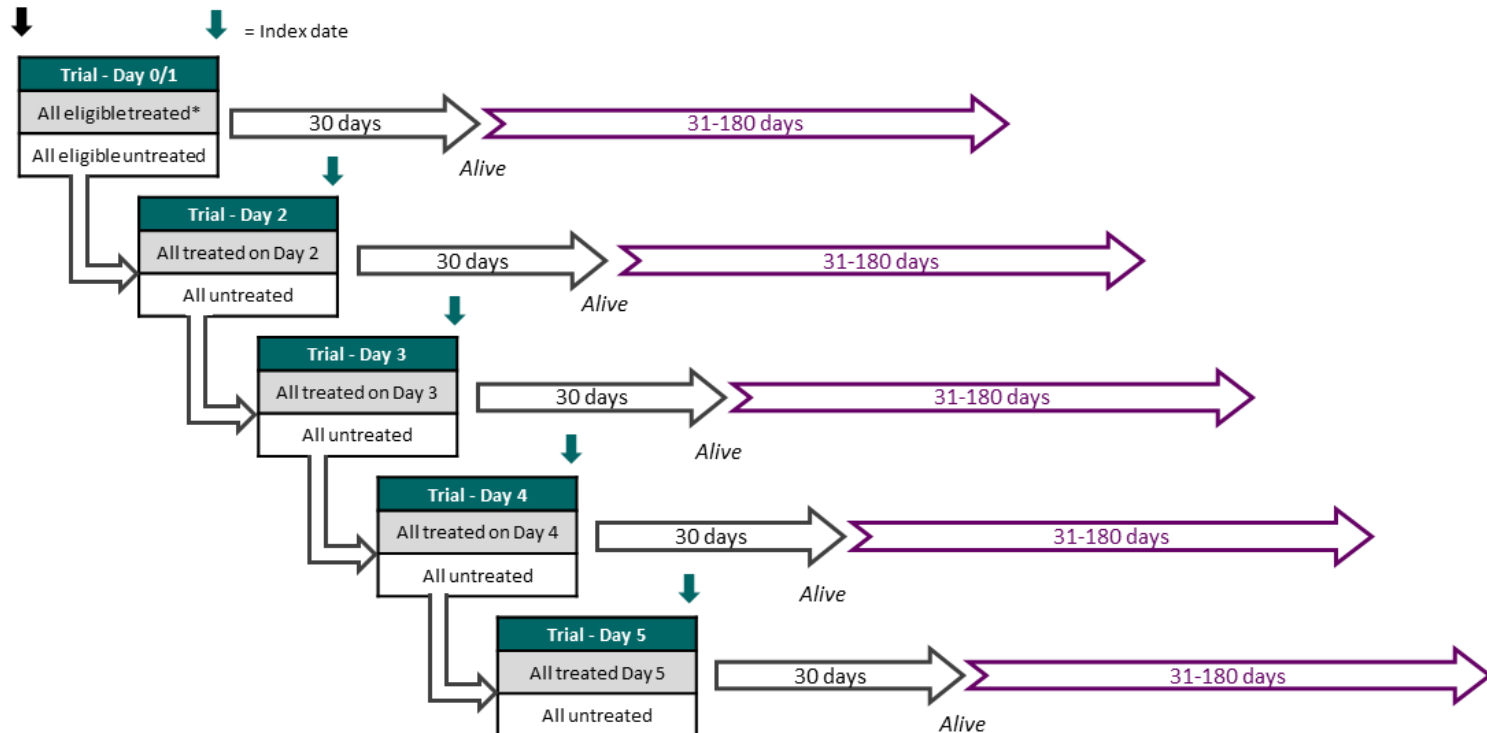 = Index date
Trial - Day 0/1
All eligible treated*
All eligible untreated
30 days
31-180 days
Alive
Trial - Day 2
All treated on Day 2
All untreated
30 days
31-180 days
Alive
Trial - Day 3
All treated on Day 3
All untreated
30 days
31-180 days
Alive
Trial - Day 4
All treated on Day 4
All untreated
30 days
31-180 days
Alive
Trial - Day 5
All treated Day 5
All untreated
30 days
31-180 days
Alive